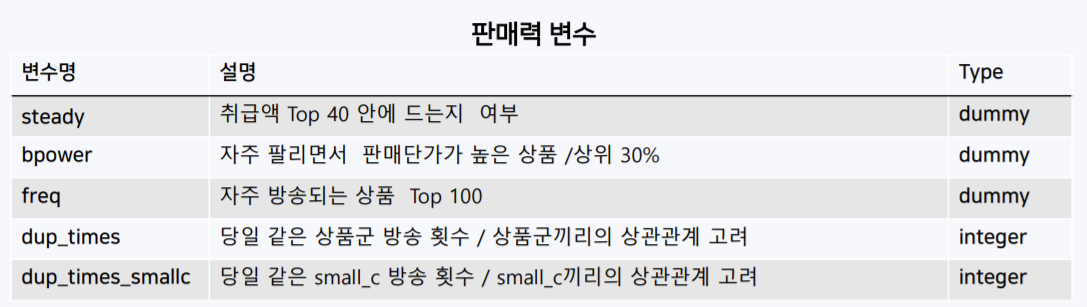 판매력 변수
변수명 설명 Type
steady 취급액 Top 40 안에 드는지 여부 dummy
bpower 자주 팔리면서 판매단가가 높은 상품 /상위 30% dummy
freq 자주 방송되는 상품 Top 100 dummy
dup_times 당일 같은 상품군 방송 횟수 / 상품군끼리의 상관관계 고려 integer
dup_times_smallc 당일 같은 small_c 방송 횟수 / small_c끼리의 상관관계 고려 integer